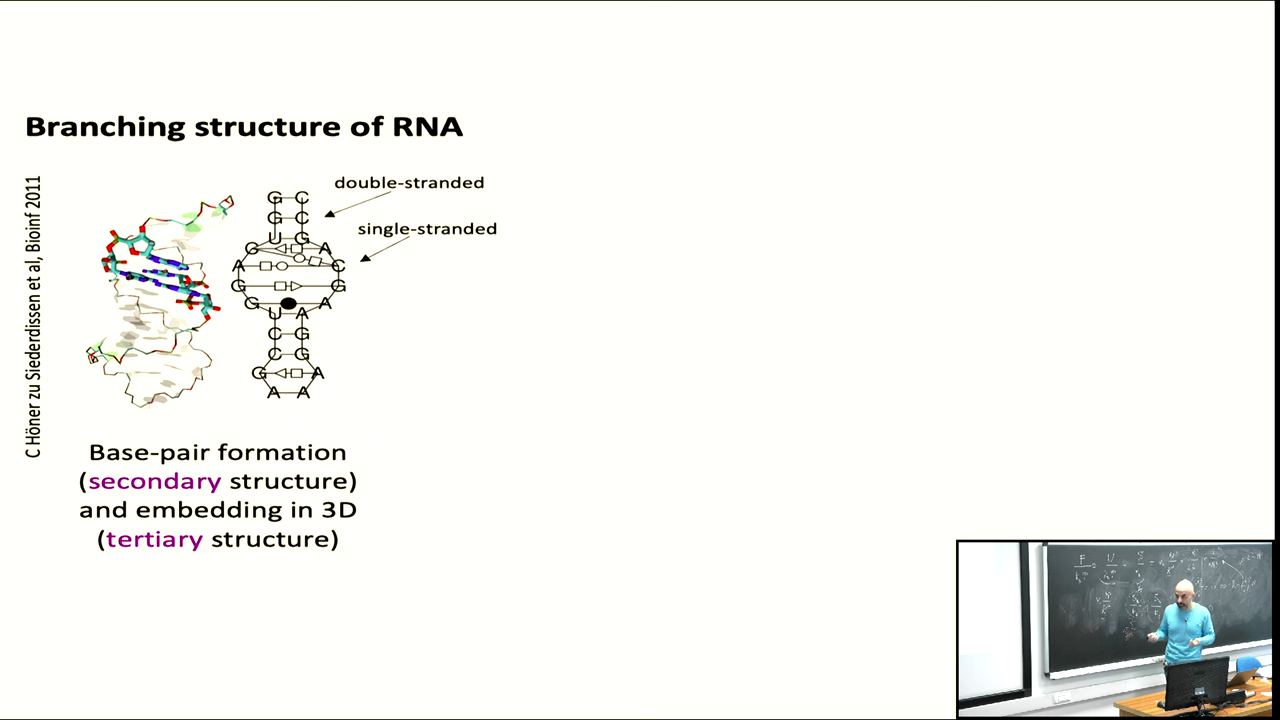 Branching structure of RNA
C Höner zu Siederdissen et al, Bioinf 2011
double-stranded
single-stranded
G C
G C
U G
G A
A C
G G
G A
U A
C G
C G
G A
A A
Base-pair formation
(secondary structure)
and embedding in 3D
(tertiary structure)